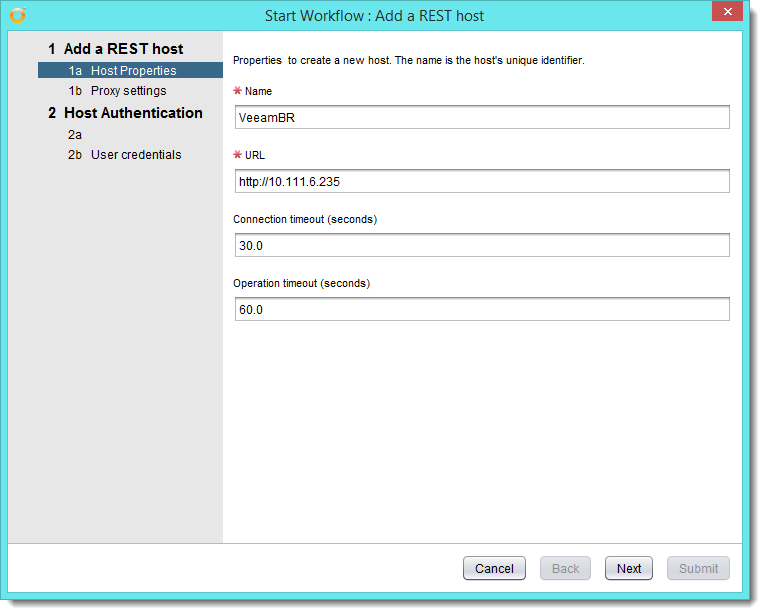 Start Workflow : Add a REST host
1 Add a REST host
1a Host Properties
1b Proxy settings
2 Host Authentication
2a
2b User credentials
Properties to create a new host. The name is the host's unique identifier.
* Name
VeeamBR
* URL
http://10.111.6.235
Connection timeout (seconds)
30.0
Operation timeout (seconds)
60.0
Cancel Back Next Submit